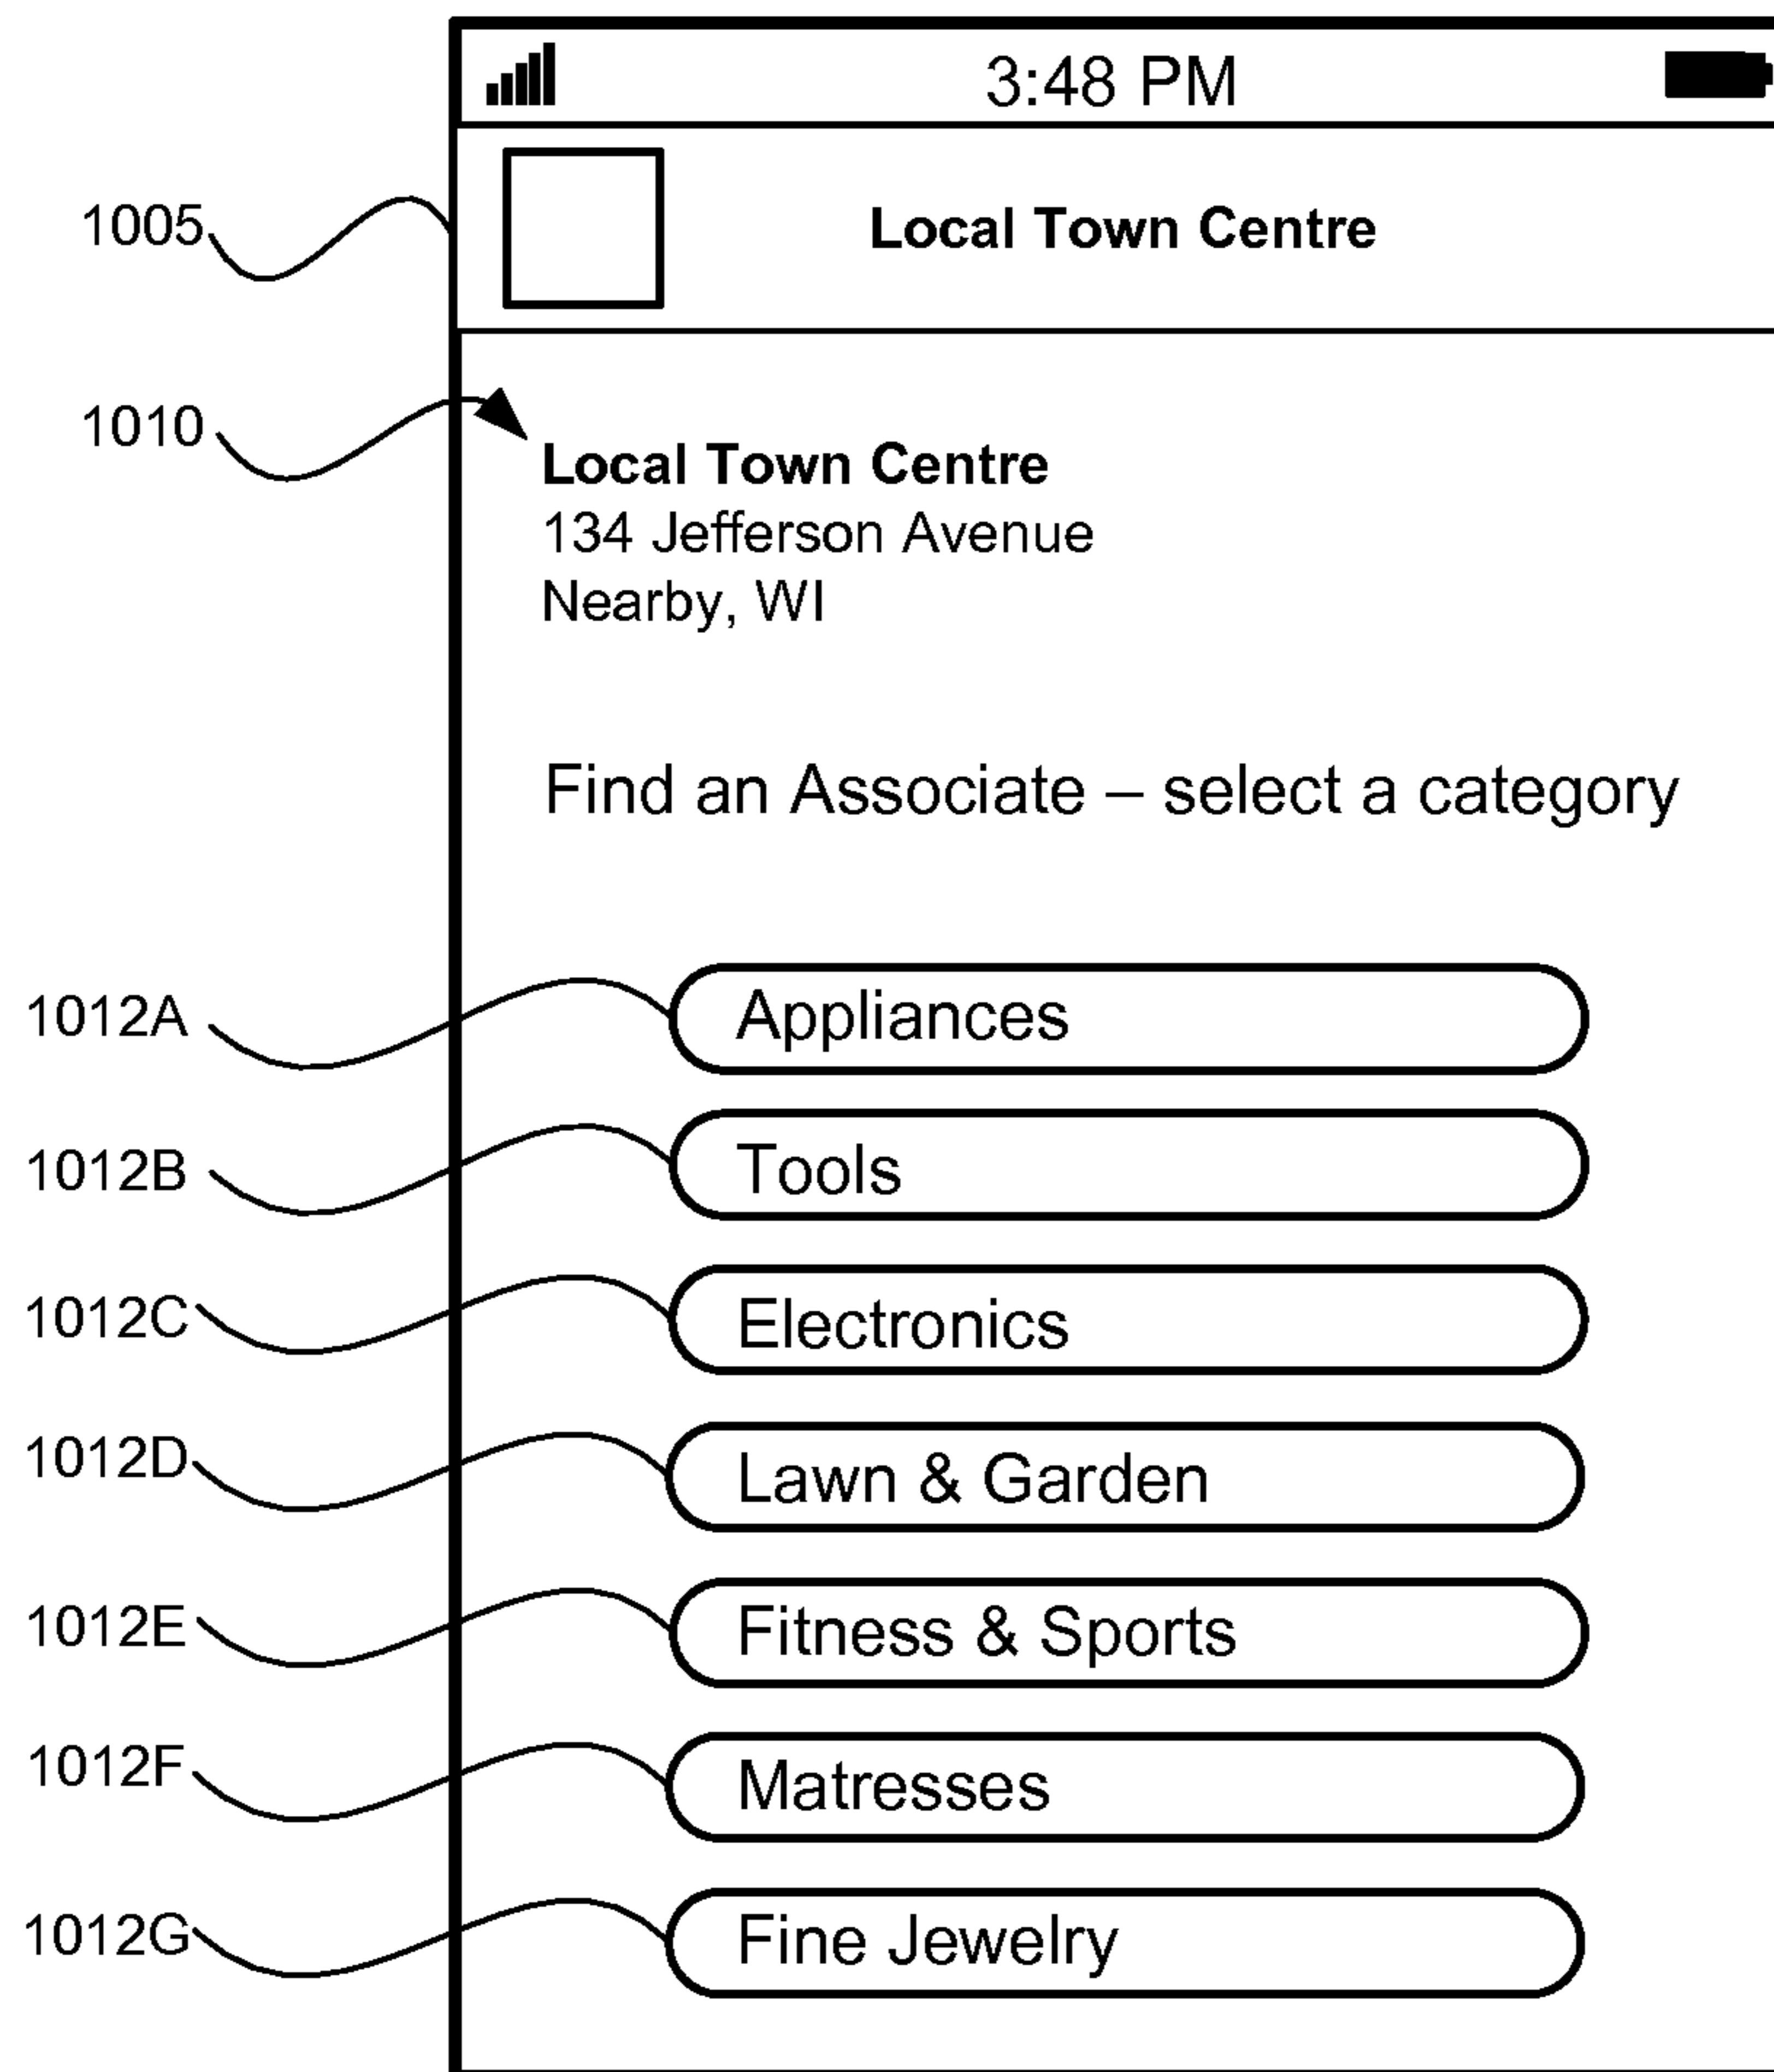 3:48 PM
1005
Local Town Centre
1010
Local Town Centre
134 Jefferson Avenue
Nearby, WI
Find an Associate – select a category
1012A Appliances
1012B Tools
1012C Electronics
1012D Lawn & Garden
1012E Fitness & Sports
1012F Matresses
1012G Fine Jewelry